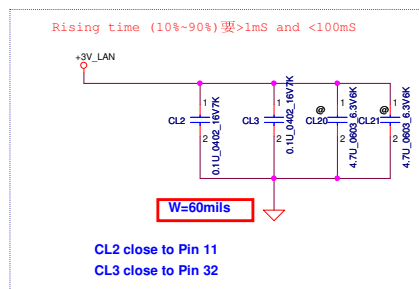 Rising time (10%~90%)要>1mS and <100mS
+3V_LAN
1
CL2
2
0.1U_0402_16V7K
1
CL3
2
0.1U_0402_16V7K
@
1
CL20
2
4.7U_0603_6.3V6K
@
1
CL21
2
4.7U_0603_6.3V6K
W=60mils
CL2 close to Pin 11
CL3 close to Pin 32